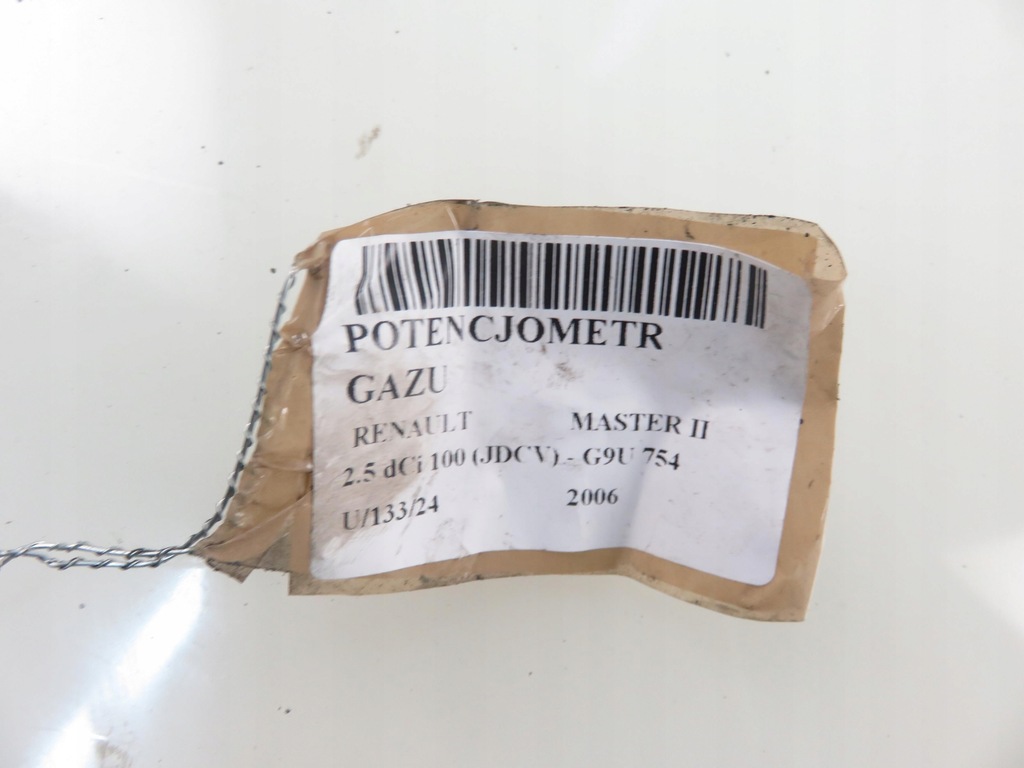 POTENCJOMETR
GAZU
RENAULT MASTER II
2.5 dCi 100 (JDCV) - G9U 754
U/133/24 2006